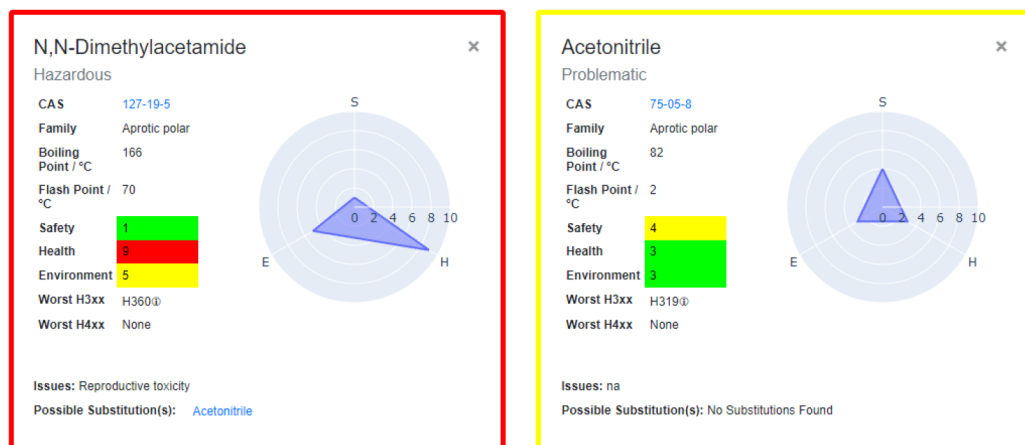 N,N-Dimethylacetamide ×
Hazardous
CAS 127-19-5
Family Aprotic polar
Boiling Point / °C 166
Flash Point / °C 70
Safety 1
Health 9
Environment 5
Worst H3xx H360🛈
Worst H4xx None
S
0 2 4 6 8 10
E
H
Issues: Reproductive toxicity
Possible Substitution(s): Acetonitrile
Acetonitrile ×
Problematic
CAS 75-05-8
Family Aprotic polar
Boiling Point / °C 82
Flash Point / °C 2
Safety 4
Health 3
Environment 3
Worst H3xx H319🛈
Worst H4xx None
S
0 2 4 6 8 10
E
H
Issues: na
Possible Substitution(s): No Substitutions Found